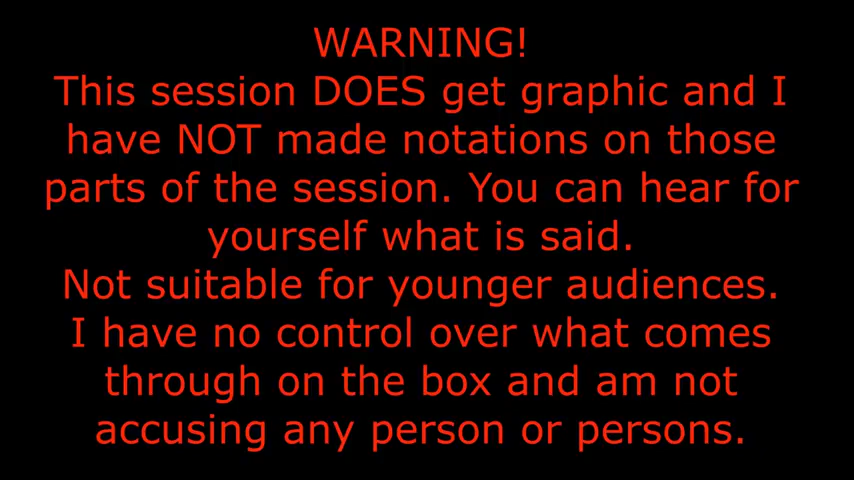 WARNING!
This session DOES get graphic and I
have NOT made notations on those
parts of the session. You can hear for
yourself what is said.
Not suitable for younger audiences.
I have no control over what comes
through on the box and am not
accusing any person or persons.